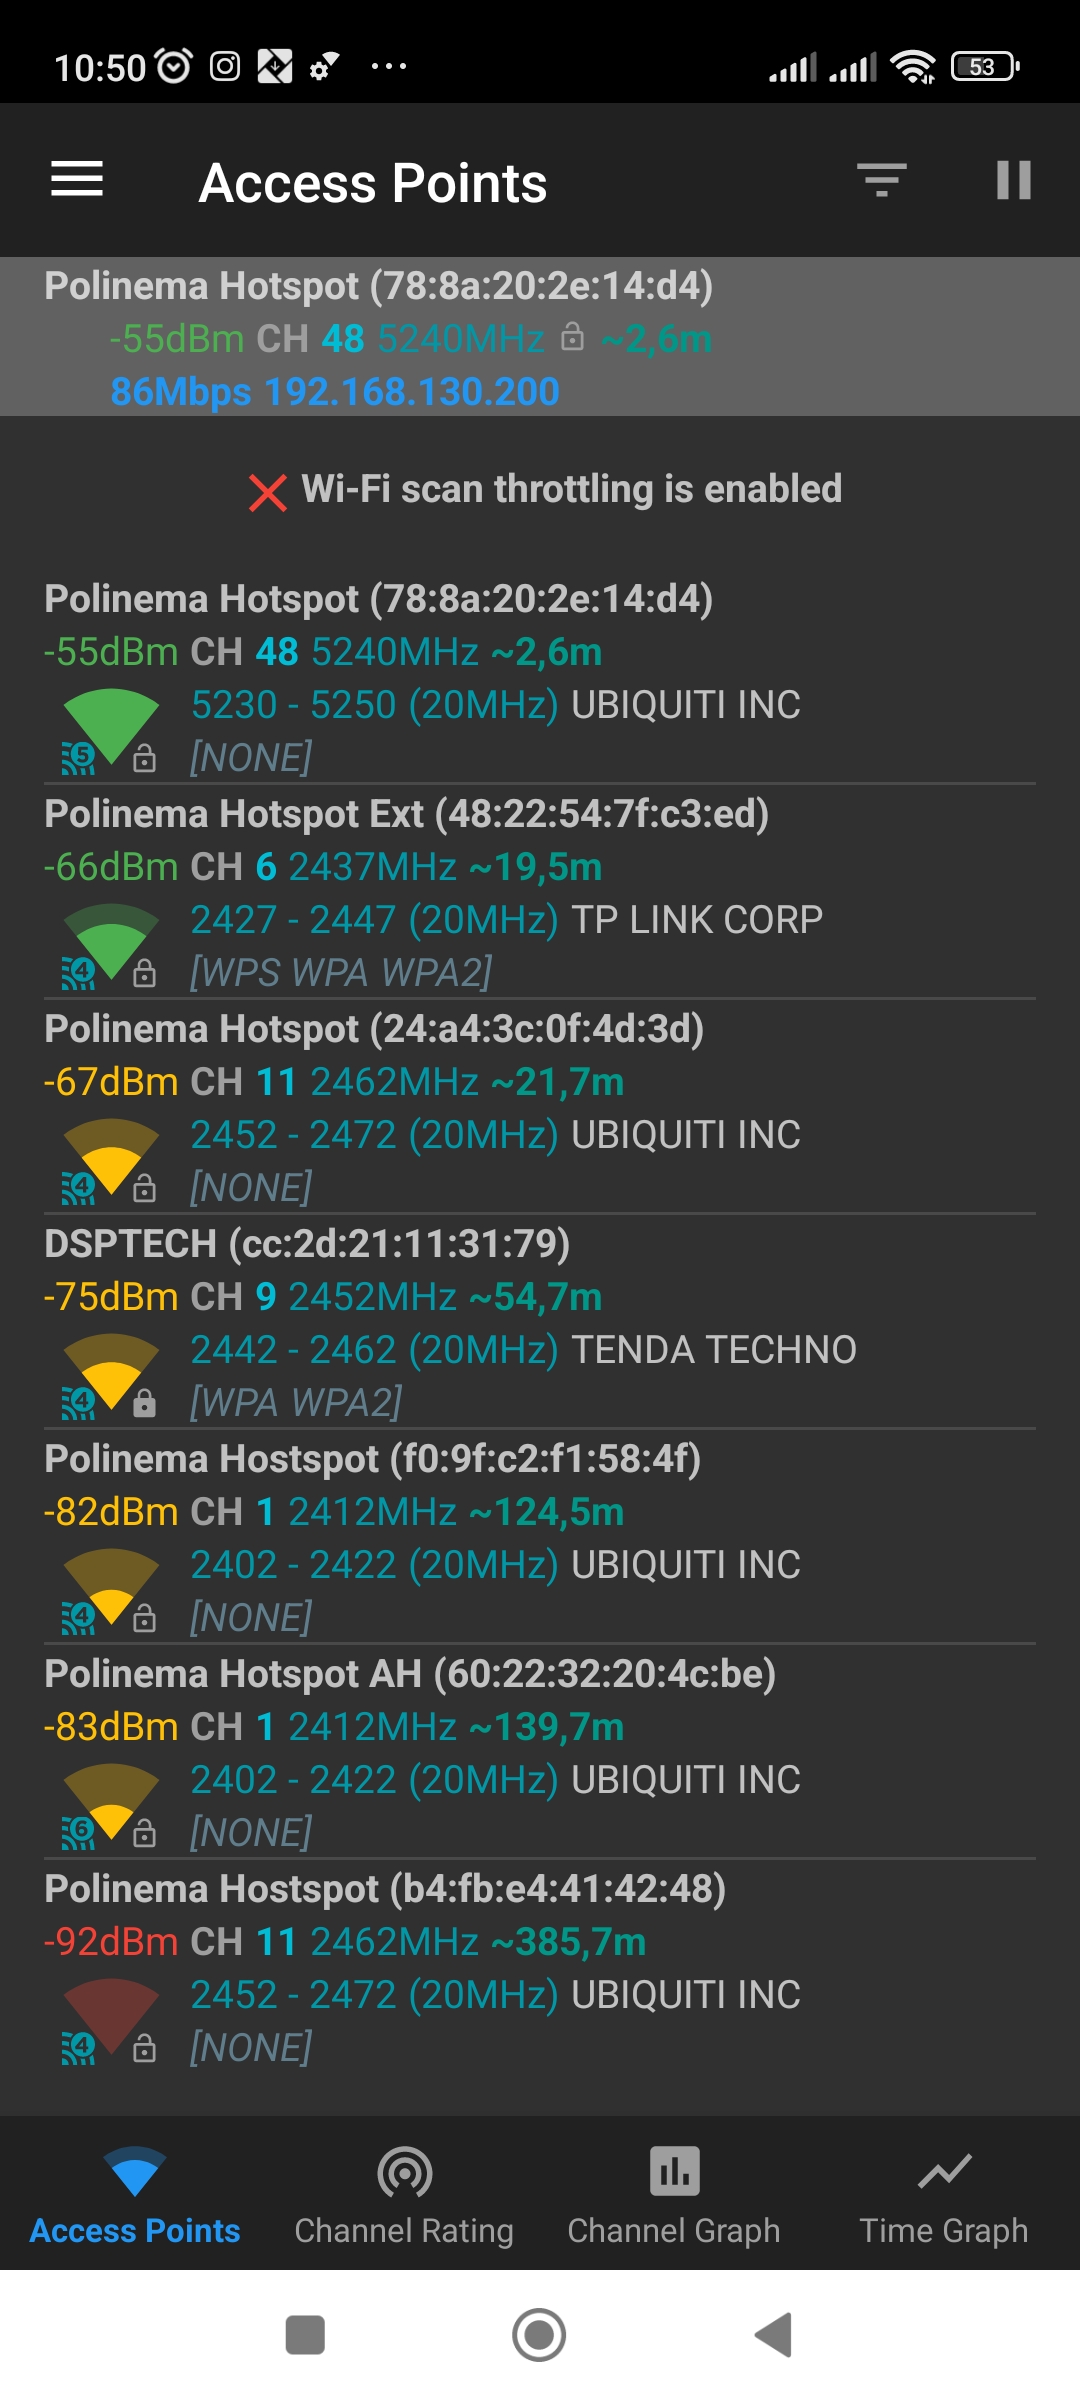 10:50 ... 53
Access Points
Polinema Hotspot (78:8a:20:2e:14:d4)
-55dBm CH 48 5240MHz ~2,6m
86Mbps 192.168.130.200
Wi-Fi scan throttling is enabled
Polinema Hotspot (78:8a:20:2e:14:d4)
-55dBm CH 48 5240MHz ~2,6m
5230 - 5250 (20MHz) UBIQUITI INC
5 [NONE]
Polinema Hotspot Ext (48:22:54:7f:c3:ed)
-66dBm CH 6 2437MHz ~19,5m
2427 - 2447 (20MHz) TP LINK CORP
4 [WPS WPA WPA2]
Polinema Hotspot (24:a4:3c:0f:4d:3d)
-67dBm CH 11 2462MHz ~21,7m
2452 - 2472 (20MHz) UBIQUITI INC
4 [NONE]
DSPTECH (cc:2d:21:11:31:79)
-75dBm CH 9 2452MHz ~54,7m
2442 - 2462 (20MHz) TENDA TECHNO
4 [WPA WPA2]
Polinema Hostspot (f0:9f:c2:f1:58:4f)
-82dBm CH 1 2412MHz ~124,5m
2402 - 2422 (20MHz) UBIQUITI INC
4 [NONE]
Polinema Hotspot AH (60:22:32:20:4c:be)
-83dBm CH 1 2412MHz ~139,7m
2402 - 2422 (20MHz) UBIQUITI INC
6 [NONE]
Polinema Hostspot (b4:fb:e4:41:42:48)
-92dBm CH 11 2462MHz ~385,7m
2452 - 2472 (20MHz) UBIQUITI INC
4 [NONE]
Access Points Channel Rating Channel Graph Time Graph